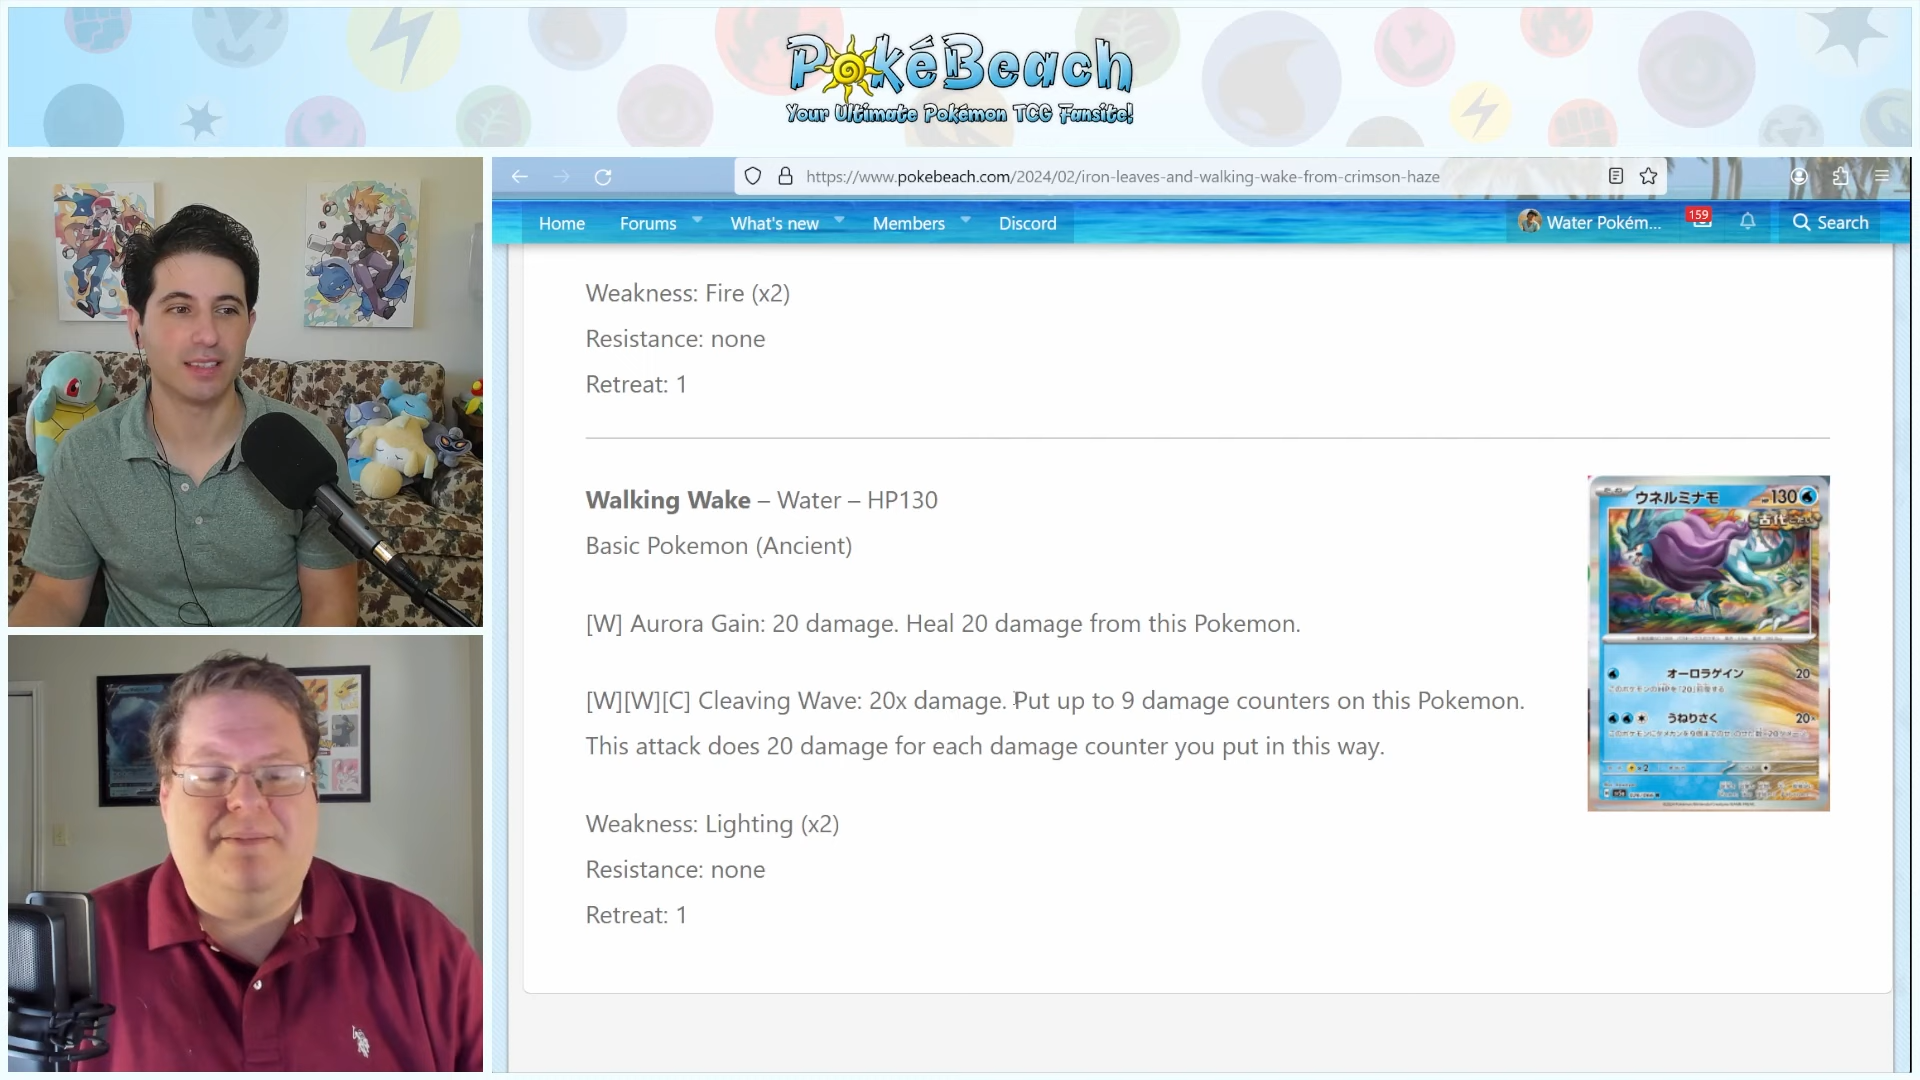 PokéBeach
Your Ultimate Pokémon TCG Fansite!
https://www.pokebeach.com/2024/02/iron-leaves-and-walking-wake-from-crimson-haze
Home
Forums
What's new
Members
Discord
Water Pokém...
159
Search
Weakness: Fire (x2)
Resistance: none
Retreat: 1
Walking Wake – Water – HP130
Basic Pokemon (Ancient)
[W] Aurora Gain: 20 damage. Heal 20 damage from this Pokemon.
[W][W][C] Cleaving Wave: 20x damage. Put up to 9 damage counters on this Pokemon.
This attack does 20 damage for each damage counter you put in this way.
Weakness: Lighting (x2)
Resistance: none
Retreat: 1
ウネルミナモ
130
古代
オーロラゲイン 20
うねりさく 20×
×2